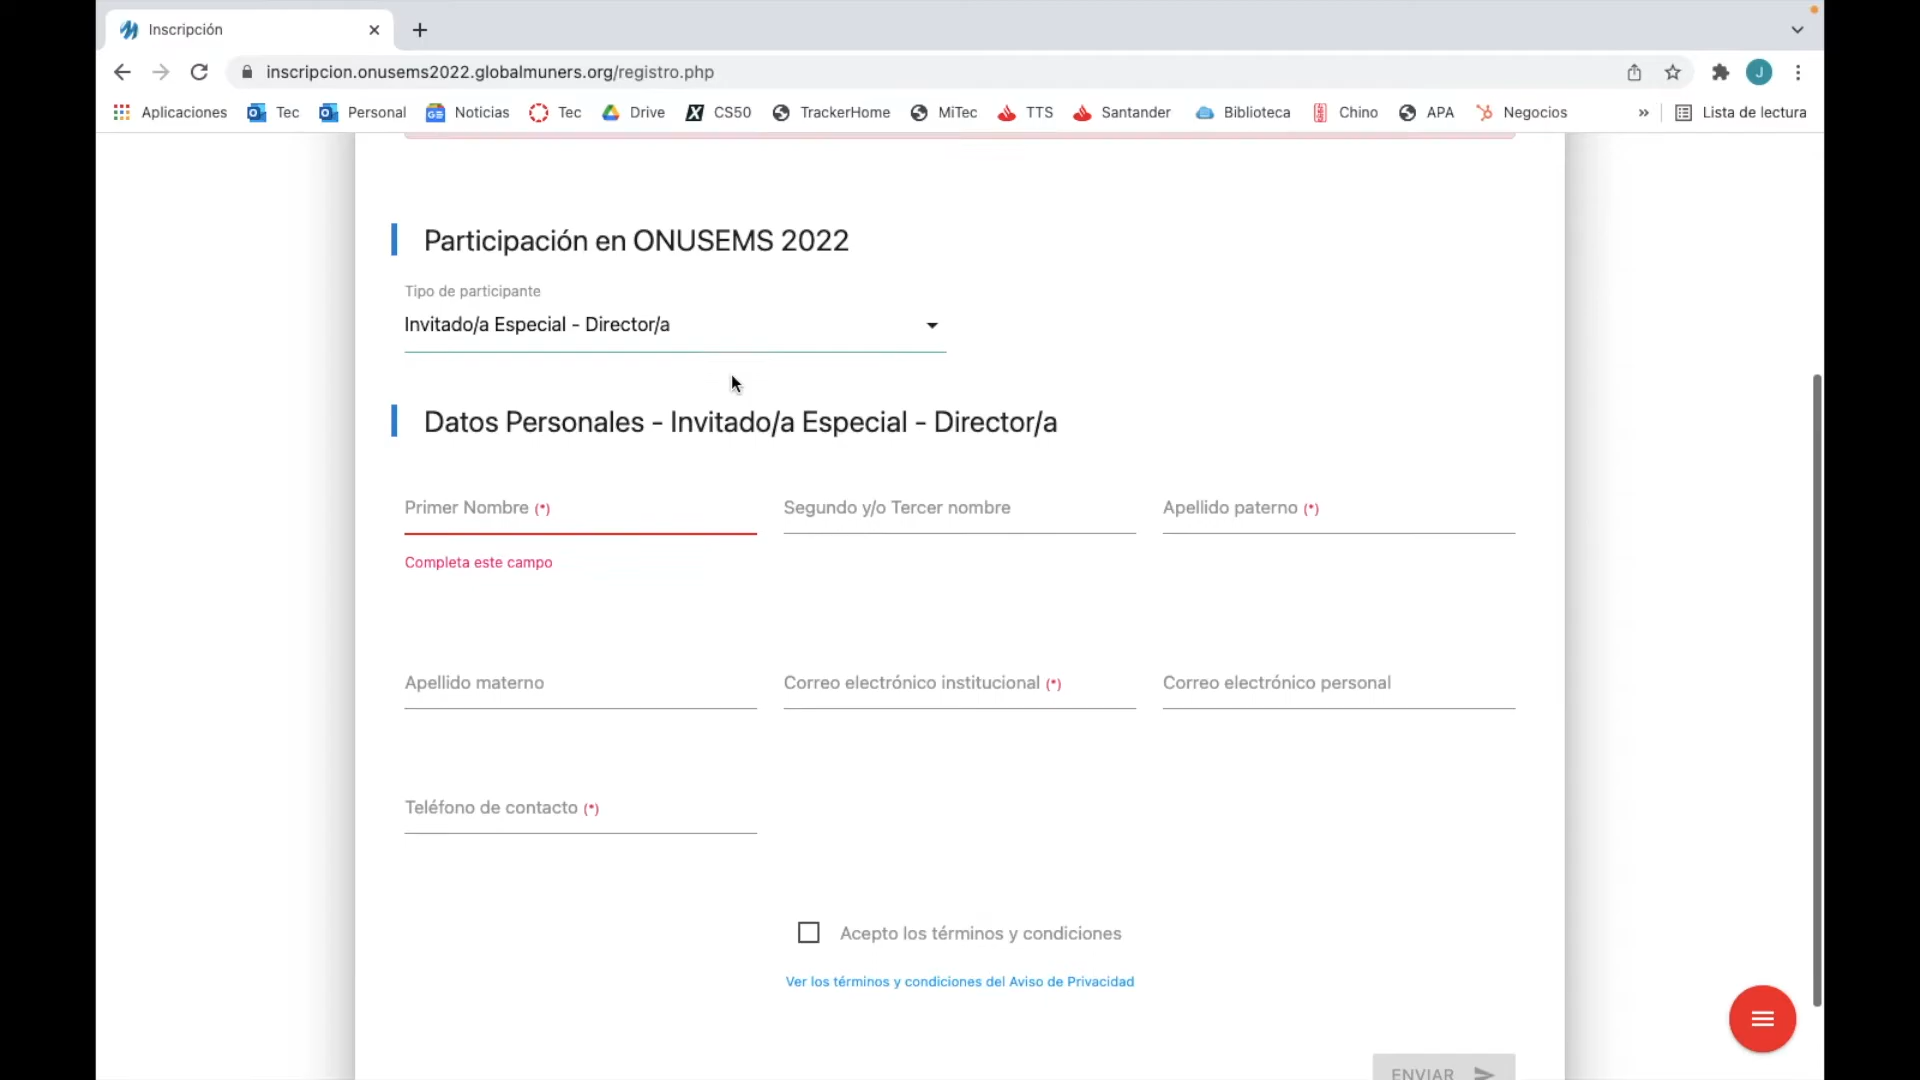 Inscripción
inscripcion.onusems2022.globalmuners.org/registro.php
J
Aplicaciones Tec Personal Noticias Tec Drive CS50 TrackerHome MiTec TTS Santander Biblioteca Chino APA Negocios » Lista de lectura
Participación en ONUSEMS 2022
Tipo de participante
Invitado/a Especial - Director/a
Datos Personales - Invitado/a Especial - Director/a
Primer Nombre (*) Segundo y/o Tercer nombre Apellido paterno (*)
Completa este campo
Apellido materno Correo electrónico institucional (*) Correo electrónico personal
Teléfono de contacto (*)
Acepto los términos y condiciones
Ver los términos y condiciones del Aviso de Privacidad
ENVIAR